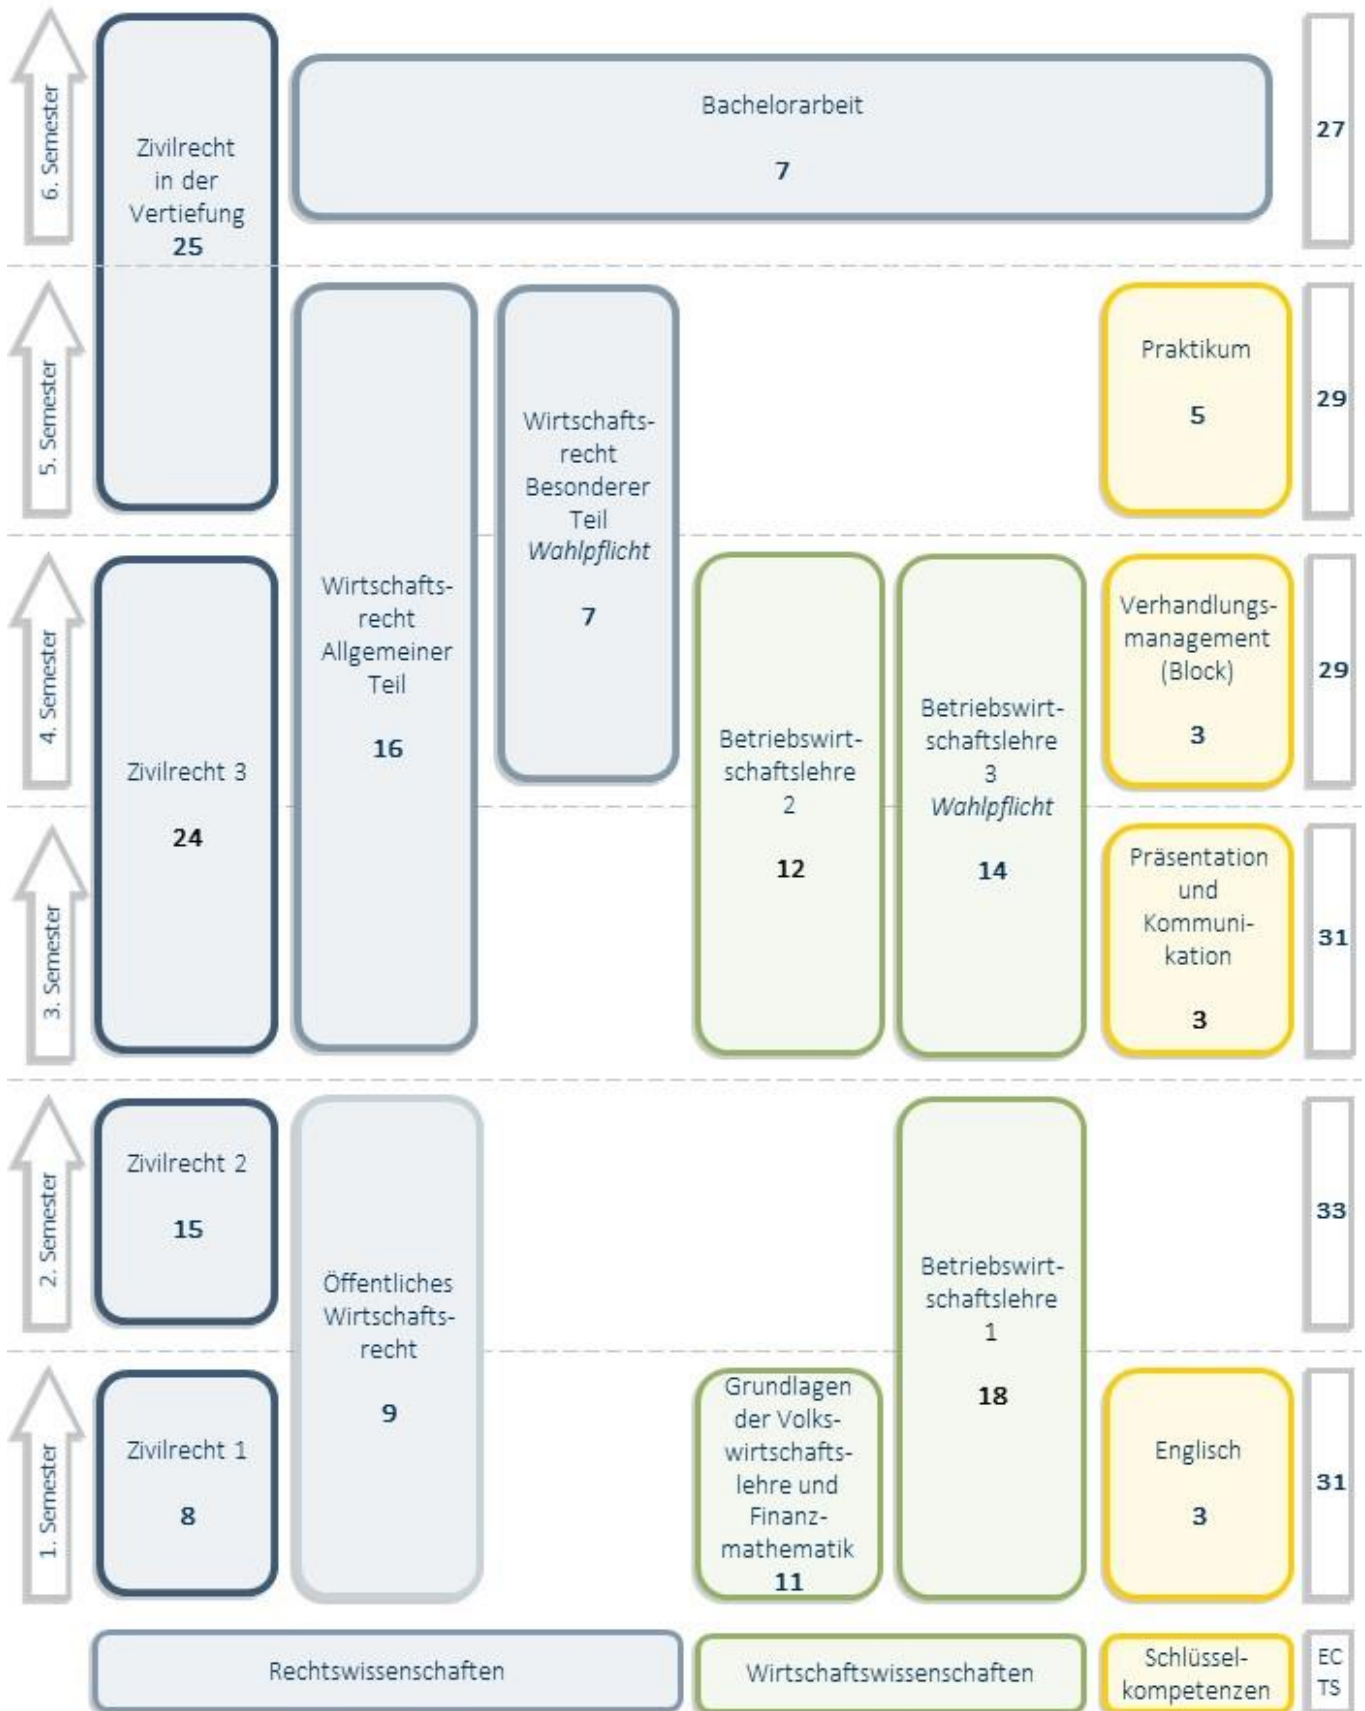 6. Semester
Zivilrecht
in der
Vertiefung
25
Bachelorarbeit
7
27
5. Semester
Wirtschafts-
recht
Besonderer
Teil
Wahlpflicht
7
Praktikum
5
29
4. Semester
Zivilrecht 3
24
Wirtschafts-
recht
Allgemeiner
Teil
16
Betriebswirt-
schaftslehre
2
12
Betriebswirt-
schaftslehre
3
Wahlpflicht
14
Verhandlungs-
management
(Block)
3
29
3. Semester
Präsentation
und
Kommuni-
kation
3
31
2. Semester
Zivilrecht 2
15
Öffentliches
Wirtschafts-
recht
9
Betriebswirt-
schaftslehre
1
18
33
1. Semester
Zivilrecht 1
8
Grundlagen
der Volks-
wirtschafts-
lehre und
Finanz-
mathematik
11
Englisch
3
31
Rechtswissenschaften
Wirtschaftswissenschaften
Schlüssel-
kompetenzen
EC
TS